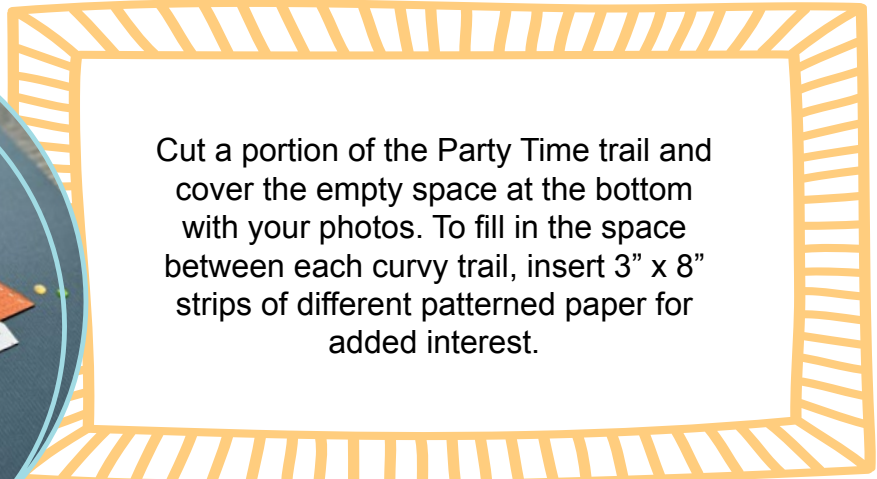 Cut a portion of the Party Time trail and
cover the empty space at the bottom
with your photos. To fill in the space
between each curvy trail, insert 3” x 8”
strips of different patterned paper for
added interest.